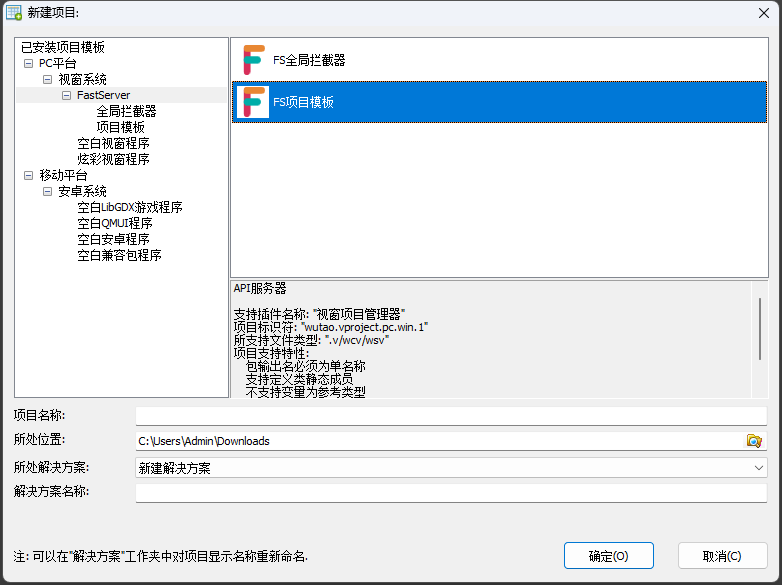 新建项目:
已安装项目模板
PC平台
视窗系统
FastServer
全局拦截器
项目模板
空白视窗程序
炫彩视窗程序
移动平台
安卓系统
空白LibGDX游戏程序
空白QMUI程序
空白安卓程序
空白兼容包程序
FS全局拦截器
FS项目模板
API服务器
支持插件名称: "视窗项目管理器"
项目标识符: "wutao.vproject.pc.win.1"
所支持文件类型: ".v/wcv/wsv"
项目支持特性:
包输出名必须为单名称
支持定义类静态成员
不支持变量为参考类型
项目名称:
所处位置: C:\Users\Admin\Downloads
所处解决方案: 新建解决方案
解决方案名称:
注: 可以在"解决方案"工作夹中对项目显示名称重新命名.
确定(O) 取消(C)